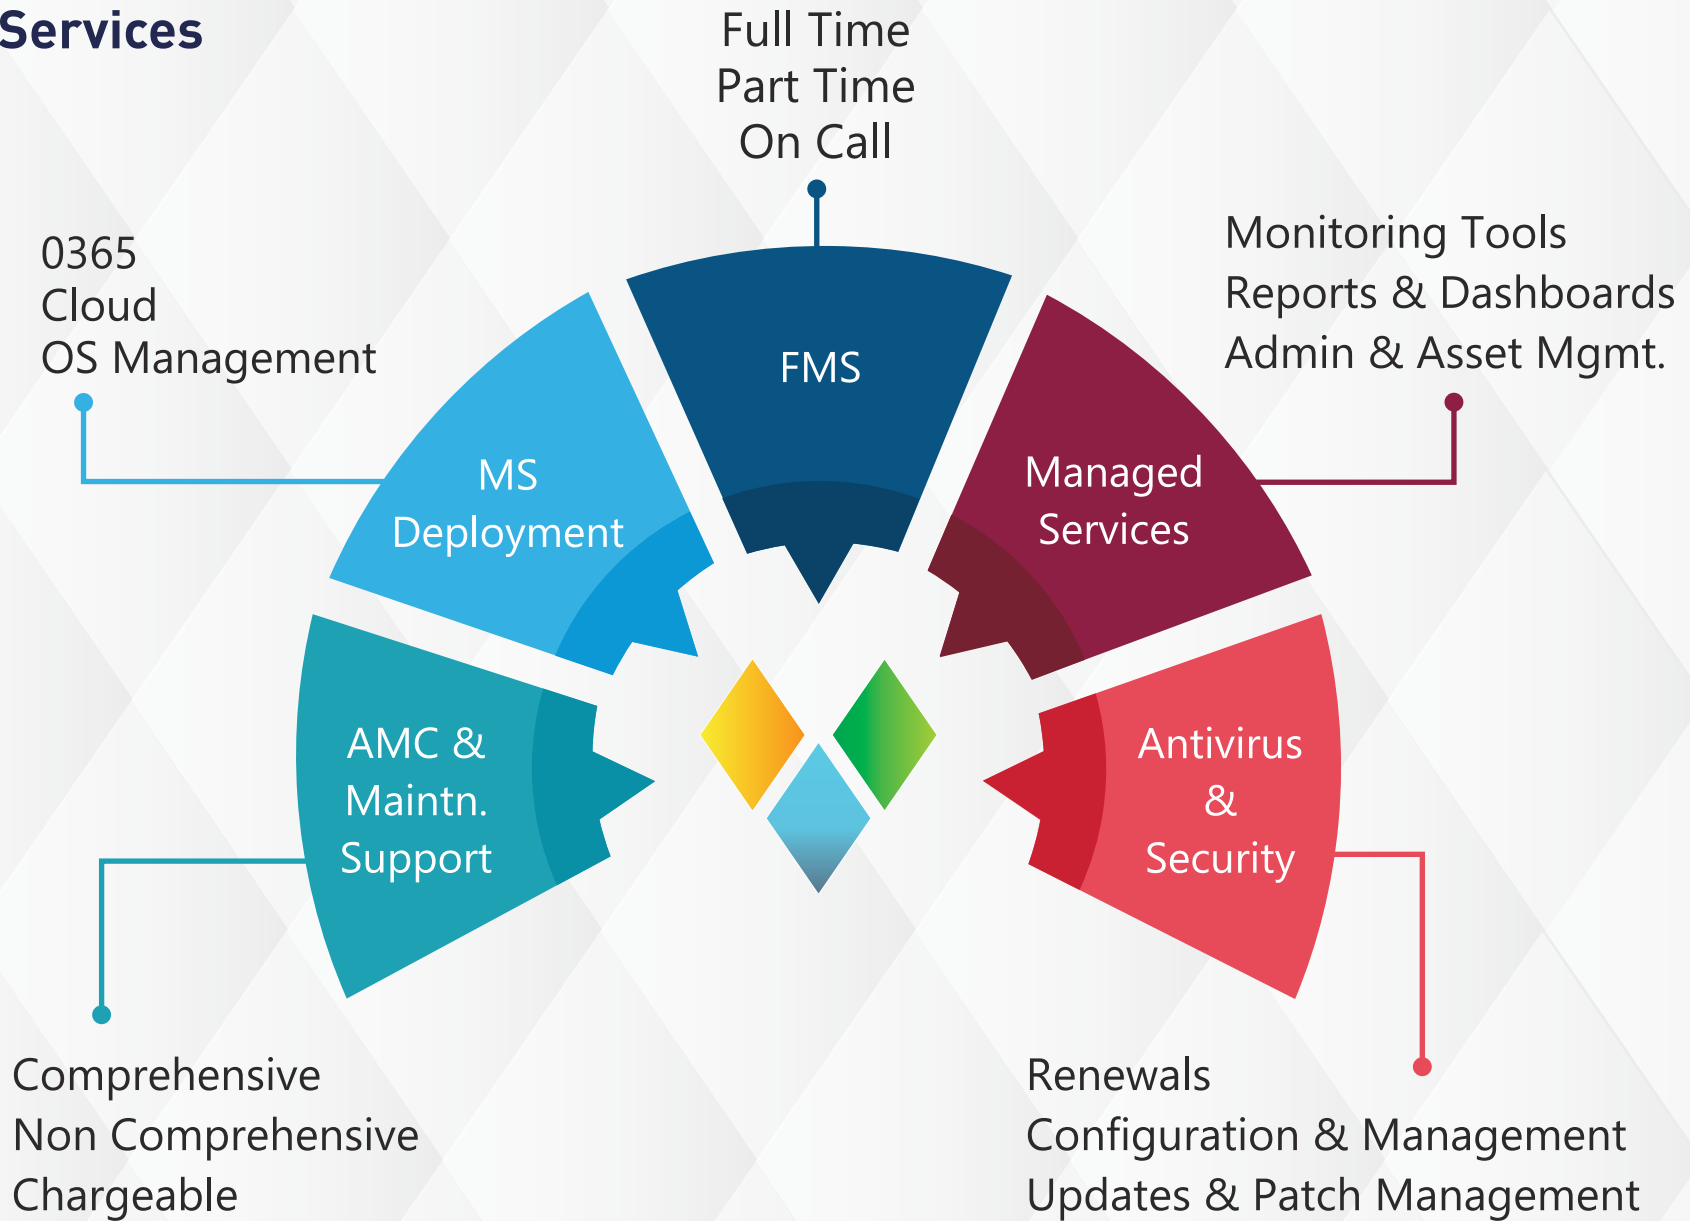 Services
Full Time
Part Time
On Call
0365
Cloud
OS Management
Monitoring Tools
Reports & Dashboards
Admin & Asset Mgmt.
FMS
MS
Deployment
Managed
Services
AMC &
Maintn.
Support
Antivirus
&
Security
Comprehensive
Non Comprehensive
Chargeable
Renewals
Configuration & Management
Updates & Patch Management